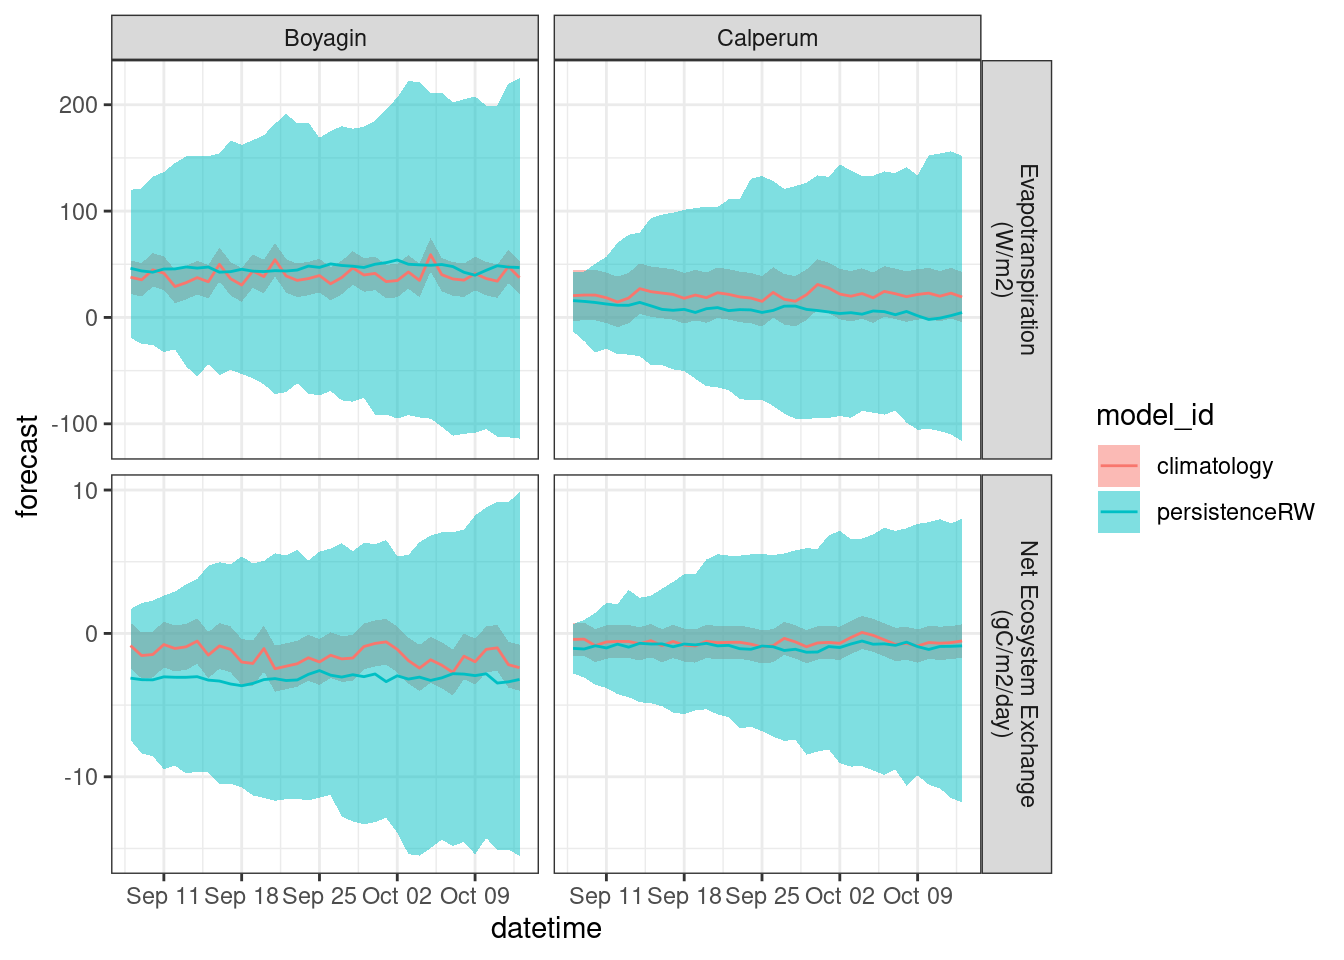 Boyagin
Calperum
200
100
0
-100
Evapotranspiration
(W/m2)
forecast
10
0
-10
Net Ecosystem Exchange
(gC/m2/day)
Sep 11 Sep 18 Sep 25 Oct 02 Oct 09
Sep 11 Sep 18 Sep 25 Oct 02 Oct 09
datetime
model_id
climatology
persistenceRW